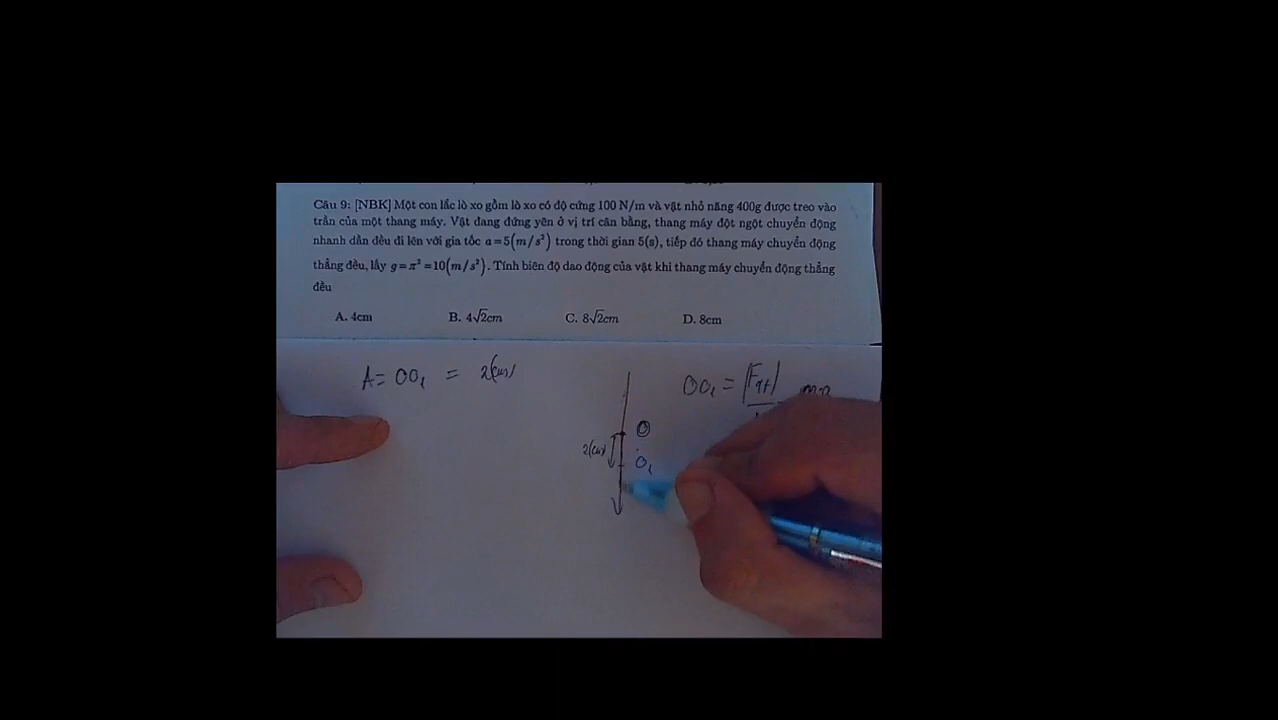 Câu 9: [NBK] Một con lắc lò xo gồm lò xo có độ cứng 100 N/m và vật nhỏ nặng 400g được treo vào
trần của một thang máy. Vật đang đứng yên ở vị trí cân bằng, thang máy đột ngột chuyển động
nhanh dần đều đi lên với gia tốc a=5(m/s²) trong thời gian 5(s), tiếp đó thang máy chuyển động
thẳng đều, lấy g=π²=10(m/s²). Tính biên độ dao động của vật khi thang máy chuyển động thẳng
đều
A. 4cm B. 4√2cm C. 8√2cm D. 8cm
A = OO₁ = 2(cm)
OO₁ = |Fqt|
O
2(cm)
O₁